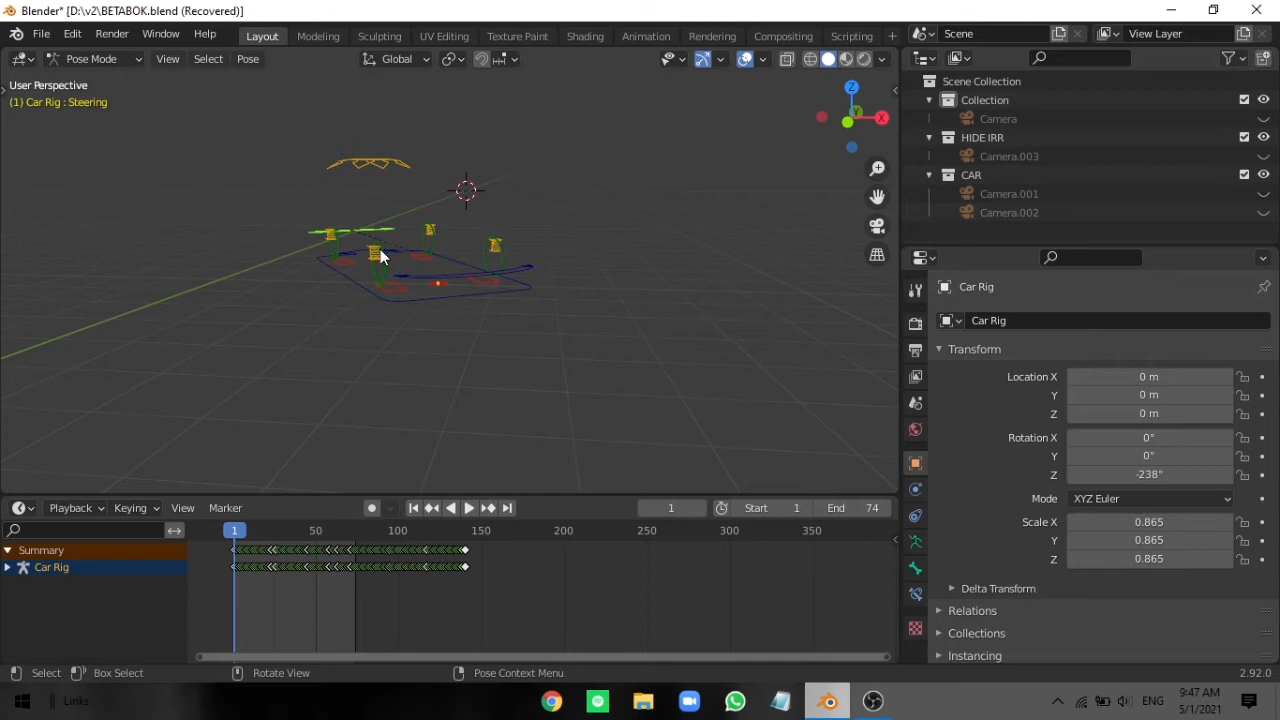 Blender* [D:\v2\BETABOK.blend (Recovered)]
File Edit Render Window Help
Layout Modeling Sculpting UV Editing Texture Paint Shading Animation Rendering Compositing Scripting
Scene
View Layer
Pose Mode View Select Pose Global
User Perspective
(1) Car Rig : Steering
Z
Y
X
Scene Collection
Collection
Camera
HIDE IRR
Camera.003
CAR
Camera.001
Camera.002
Car Rig
Car Rig
Transform
Location X 0 m
Y 0 m
Z 0 m
Rotation X 0°
Y 0°
Z -238°
Mode XYZ Euler
Scale X 0.865
Y 0.865
Z 0.865
Delta Transform
Relations
Collections
Instancing
Playback Keying View Marker 1 Start 1 End 74
1 50 100 150 200 250 300 350
Summary
Car Rig
Select Box Select Rotate View Pose Context Menu 2.92.0
Links
ENG
9:47 AM
5/1/2021